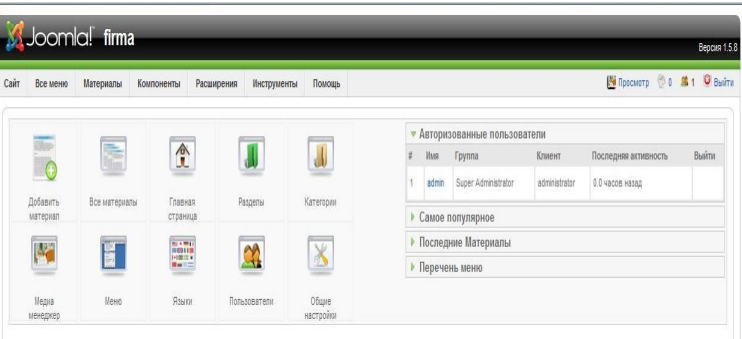 Joomla! firma
Версия 1.5.8
Сайт Все меню Материалы Компоненты Расширения Инструменты Помощь Просмотр 0 1 Выйти
Добавить материал
Все материалы
Главная страница
Разделы
Категории
Медиа менеджер
Меню
Языки
Пользователи
Общие настройки
Авторизованные пользователи
# Имя Группа Клиент Последняя активность Выйти
1 admin Super Administrator administrator 0.0 часов назад
Самое популярное
Последние Материалы
Перечень меню